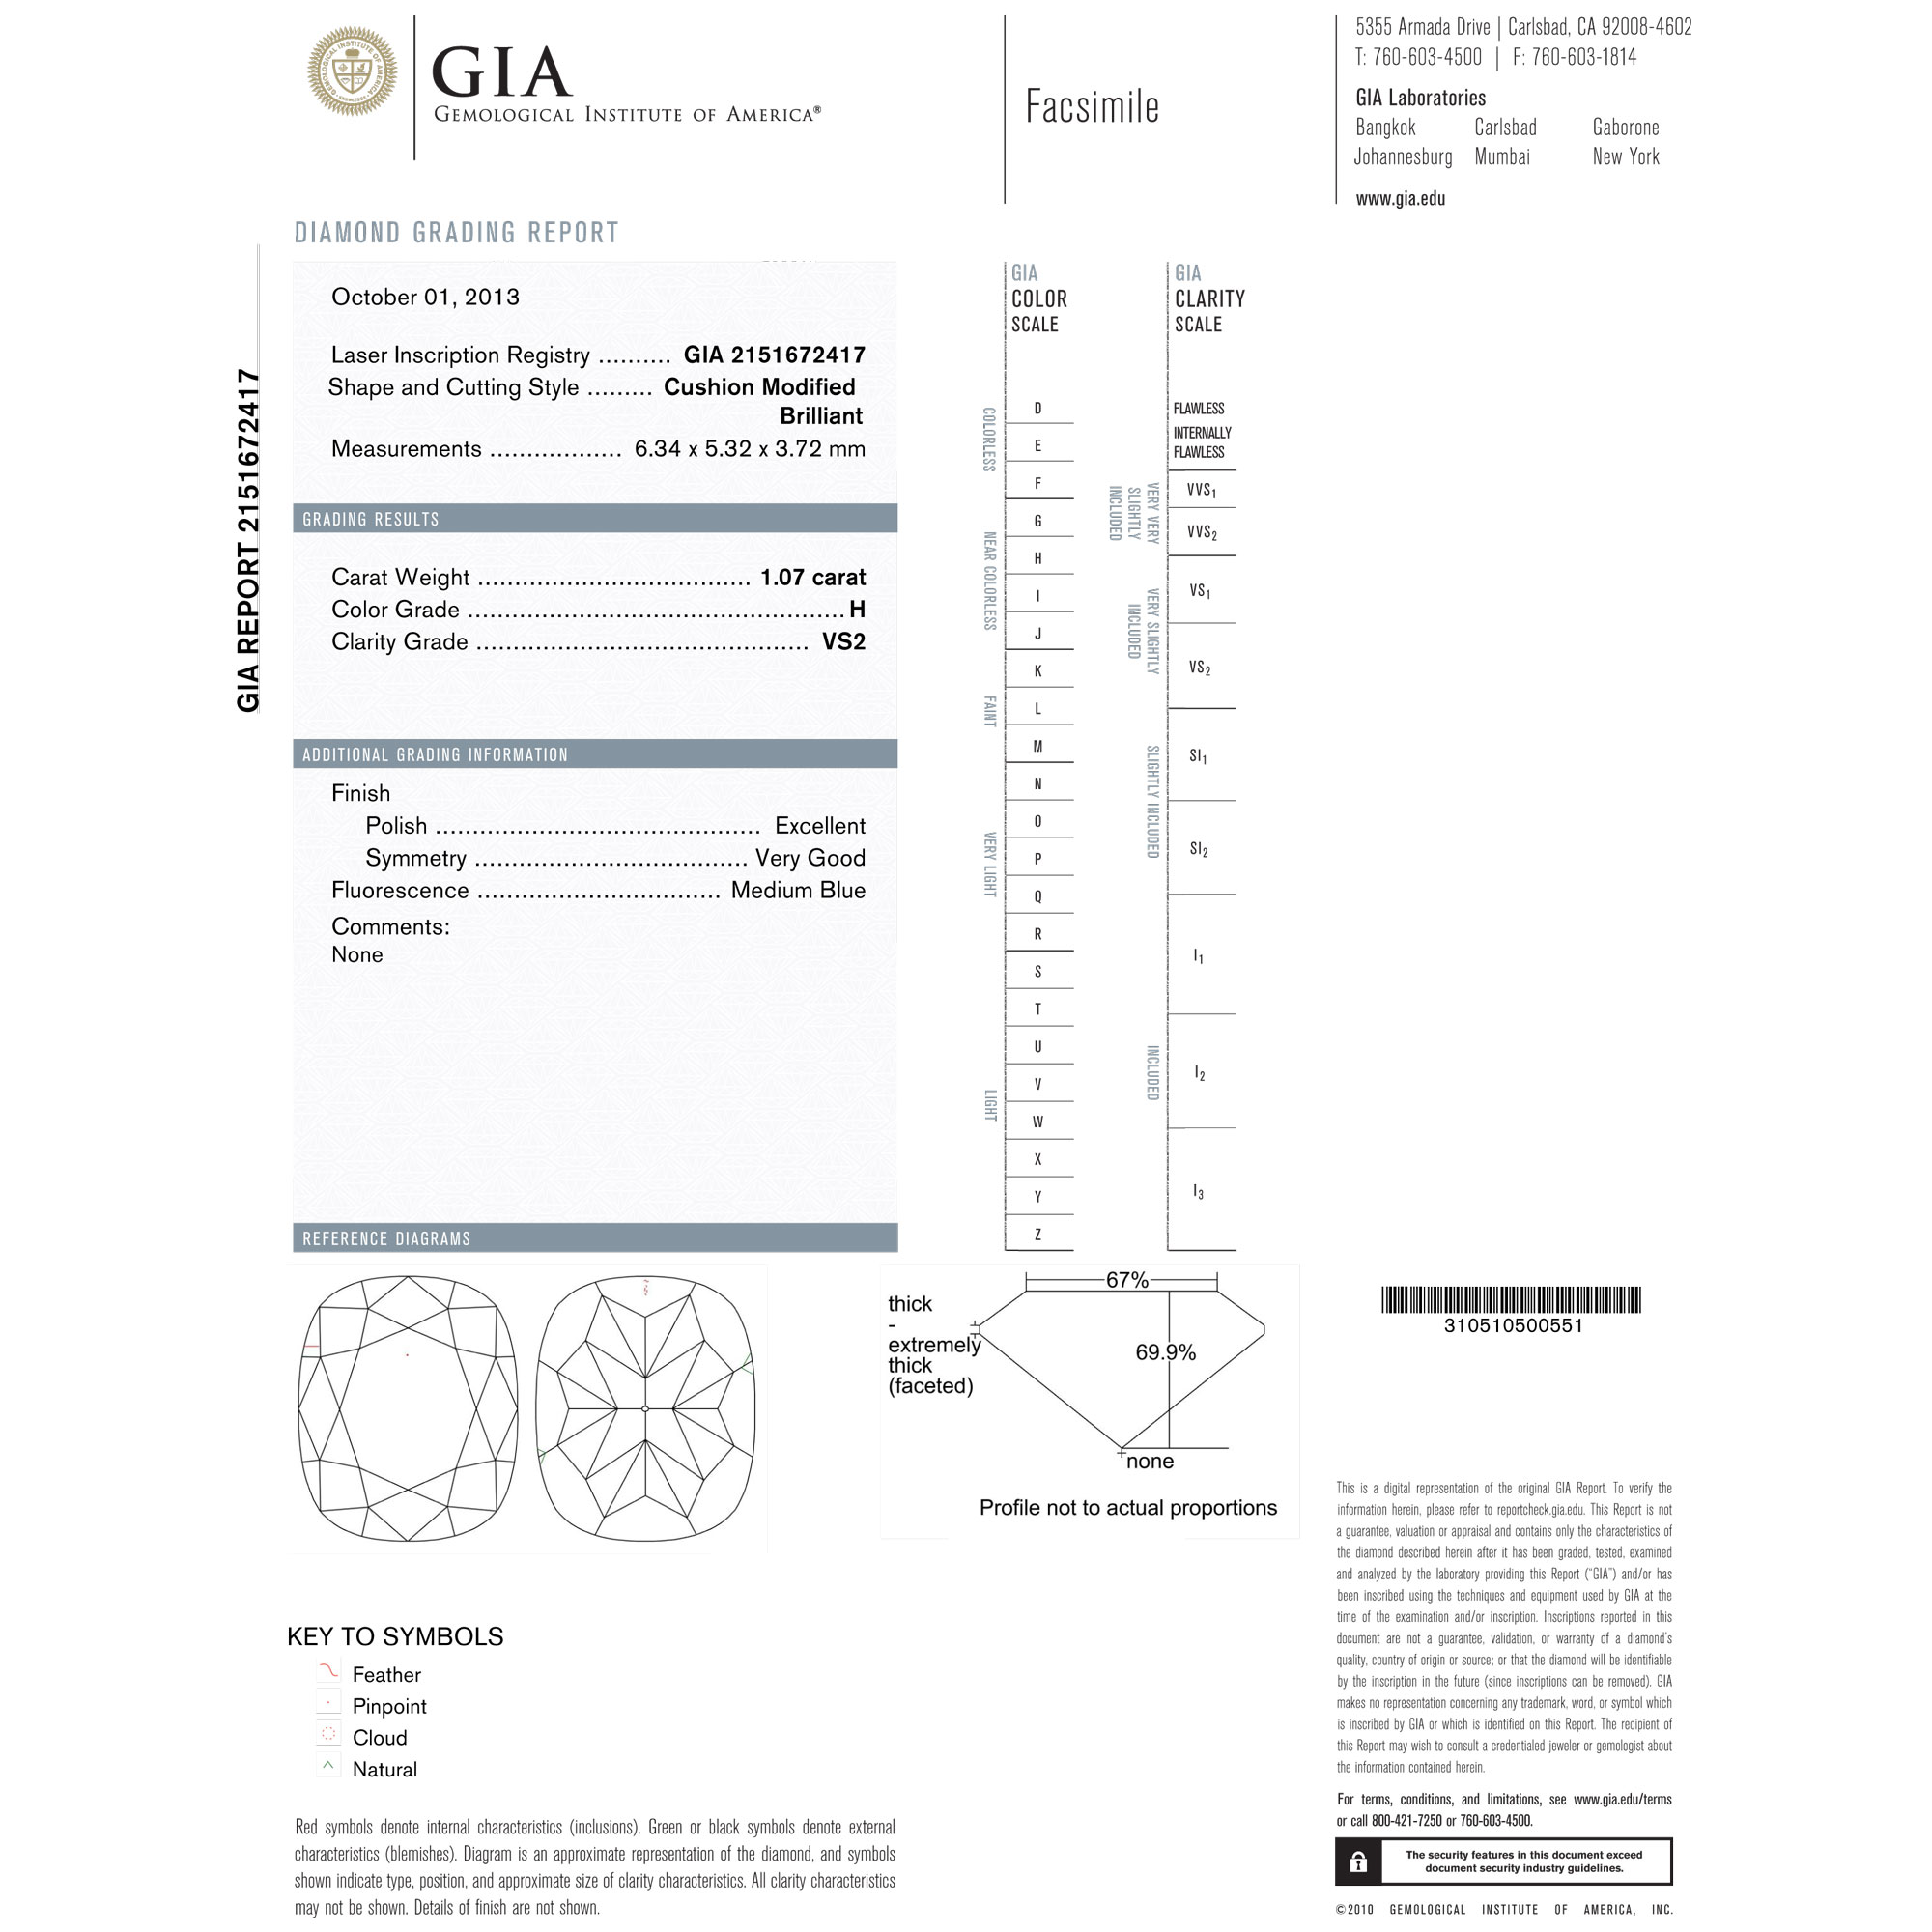 GIA
GEMOLOGICAL INSTITUTE OF AMERICA®
Facsimile
5355 Armada Drive | Carlsbad, CA 92008-4602
T: 760-603-4500 | F: 760-603-1814
GIA Laboratories
Bangkok Carlsbad Gaborone
Johannesburg Mumbai New York
www.gia.edu
DIAMOND GRADING REPORT
GIA REPORT 2151672417
October 01, 2013
Laser Inscription Registry .......... GIA 2151672417
Shape and Cutting Style ......... Cushion Modified
Brilliant
Measurements .................. 6.34 x 5.32 x 3.72 mm
GRADING RESULTS
Carat Weight ..................................... 1.07 carat
Color Grade ................................................... H
Clarity Grade ............................................. VS2
ADDITIONAL GRADING INFORMATION
Finish
Polish ............................................ Excellent
Symmetry ..................................... Very Good
Fluorescence ................................. Medium Blue
Comments:
None
REFERENCE DIAGRAMS
GIA
COLOR
SCALE
COLORLESS
NEAR COLORLESS
FAINT
VERY LIGHT
LIGHT
D
E
F
G
H
I
J
K
L
M
N
O
P
Q
R
S
T
U
V
W
X
Y
Z
GIA
CLARITY
SCALE
VERY VERY
SLIGHTLY
INCLUDED
VERY SLIGHTLY
INCLUDED
SLIGHTLY INCLUDED
INCLUDED
FLAWLESS
INTERNALLY
FLAWLESS
VVS1
VVS2
VS1
VS2
SI1
SI2
I1
I2
I3
67%
thick
-
extremely
thick
(faceted)
69.9%
none
Profile not to actual proportions
310510500551
KEY TO SYMBOLS
Feather
Pinpoint
Cloud
Natural
Red symbols denote internal characteristics (inclusions). Green or black symbols denote external
characteristics (blemishes). Diagram is an approximate representation of the diamond, and symbols
shown indicate type, position, and approximate size of clarity characteristics. All clarity characteristics
may not be shown. Details of finish are not shown.
This is a digital representation of the original GIA Report. To verify the
information herein, please refer to reportcheck.gia.edu. This Report is not
a guarantee, valuation or appraisal and contains only the characteristics of
the diamond described herein after it has been graded, tested, examined
and analyzed by the laboratory providing this Report (“GIA”) and/or has
been inscribed using the techniques and equipment used by GIA at the
time of the examination and/or inscription. Inscriptions reported in this
document are not a guarantee, validation, or warranty of a diamond's
quality, country of origin or source; or that the diamond will be identifiable
by the inscription in the future (since inscriptions can be removed). GIA
makes no representation concerning any trademark, word, or symbol which
is inscribed by GIA or which is identified on this Report. The recipient of
this Report may wish to consult a credentialed jeweler or gemologist about
the information contained herein.
For terms, conditions, and limitations, see www.gia.edu/terms
or call 800-421-7250 or 760-603-4500.
The security features in this document exceed
document security industry guidelines.
©2010 GEMOLOGICAL INSTITUTE OF AMERICA, INC.